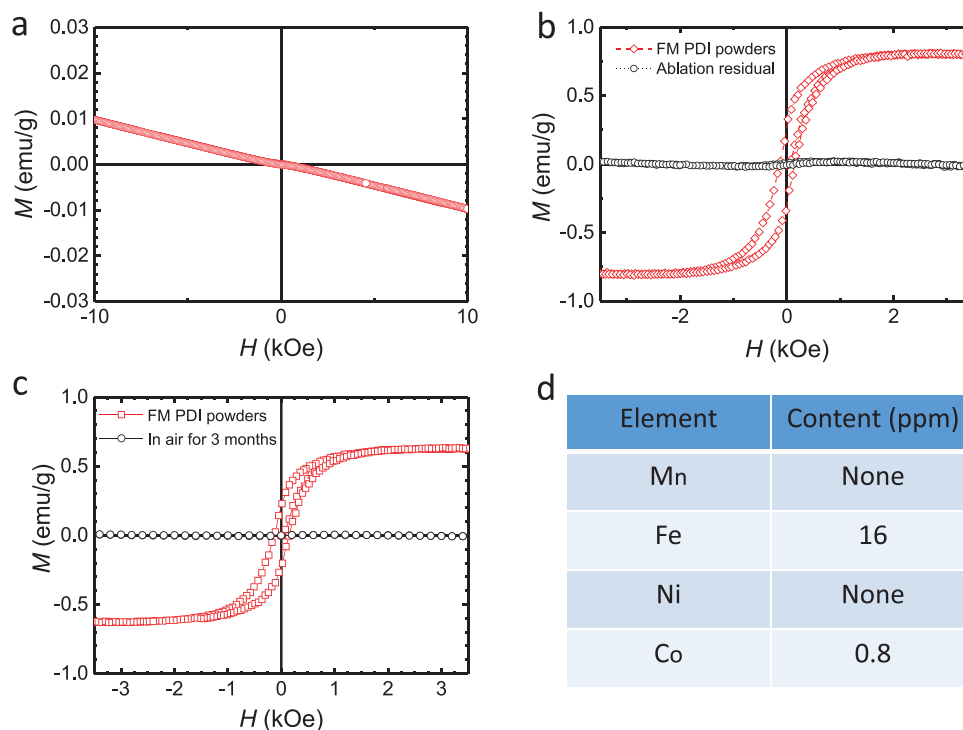 a
0.03
0.02
0.01
0.00
-0.01
-0.02
-0.03
M (emu/g)
-10
0
10
H (kOe)
b
FM PDI powders
Ablation residual
1.0
0.5
0.0
-0.5
-1.0
M (emu/g)
-2
0
2
H (kOe)
c
FM PDI powders
In air for 3 months
1.0
0.5
0.0
-0.5
-1.0
M (emu/g)
-3
-2
-1
0
1
2
3
H (kOe)
d
Element Content (ppm)
Mn None
Fe 16
Ni None
Co 0.8